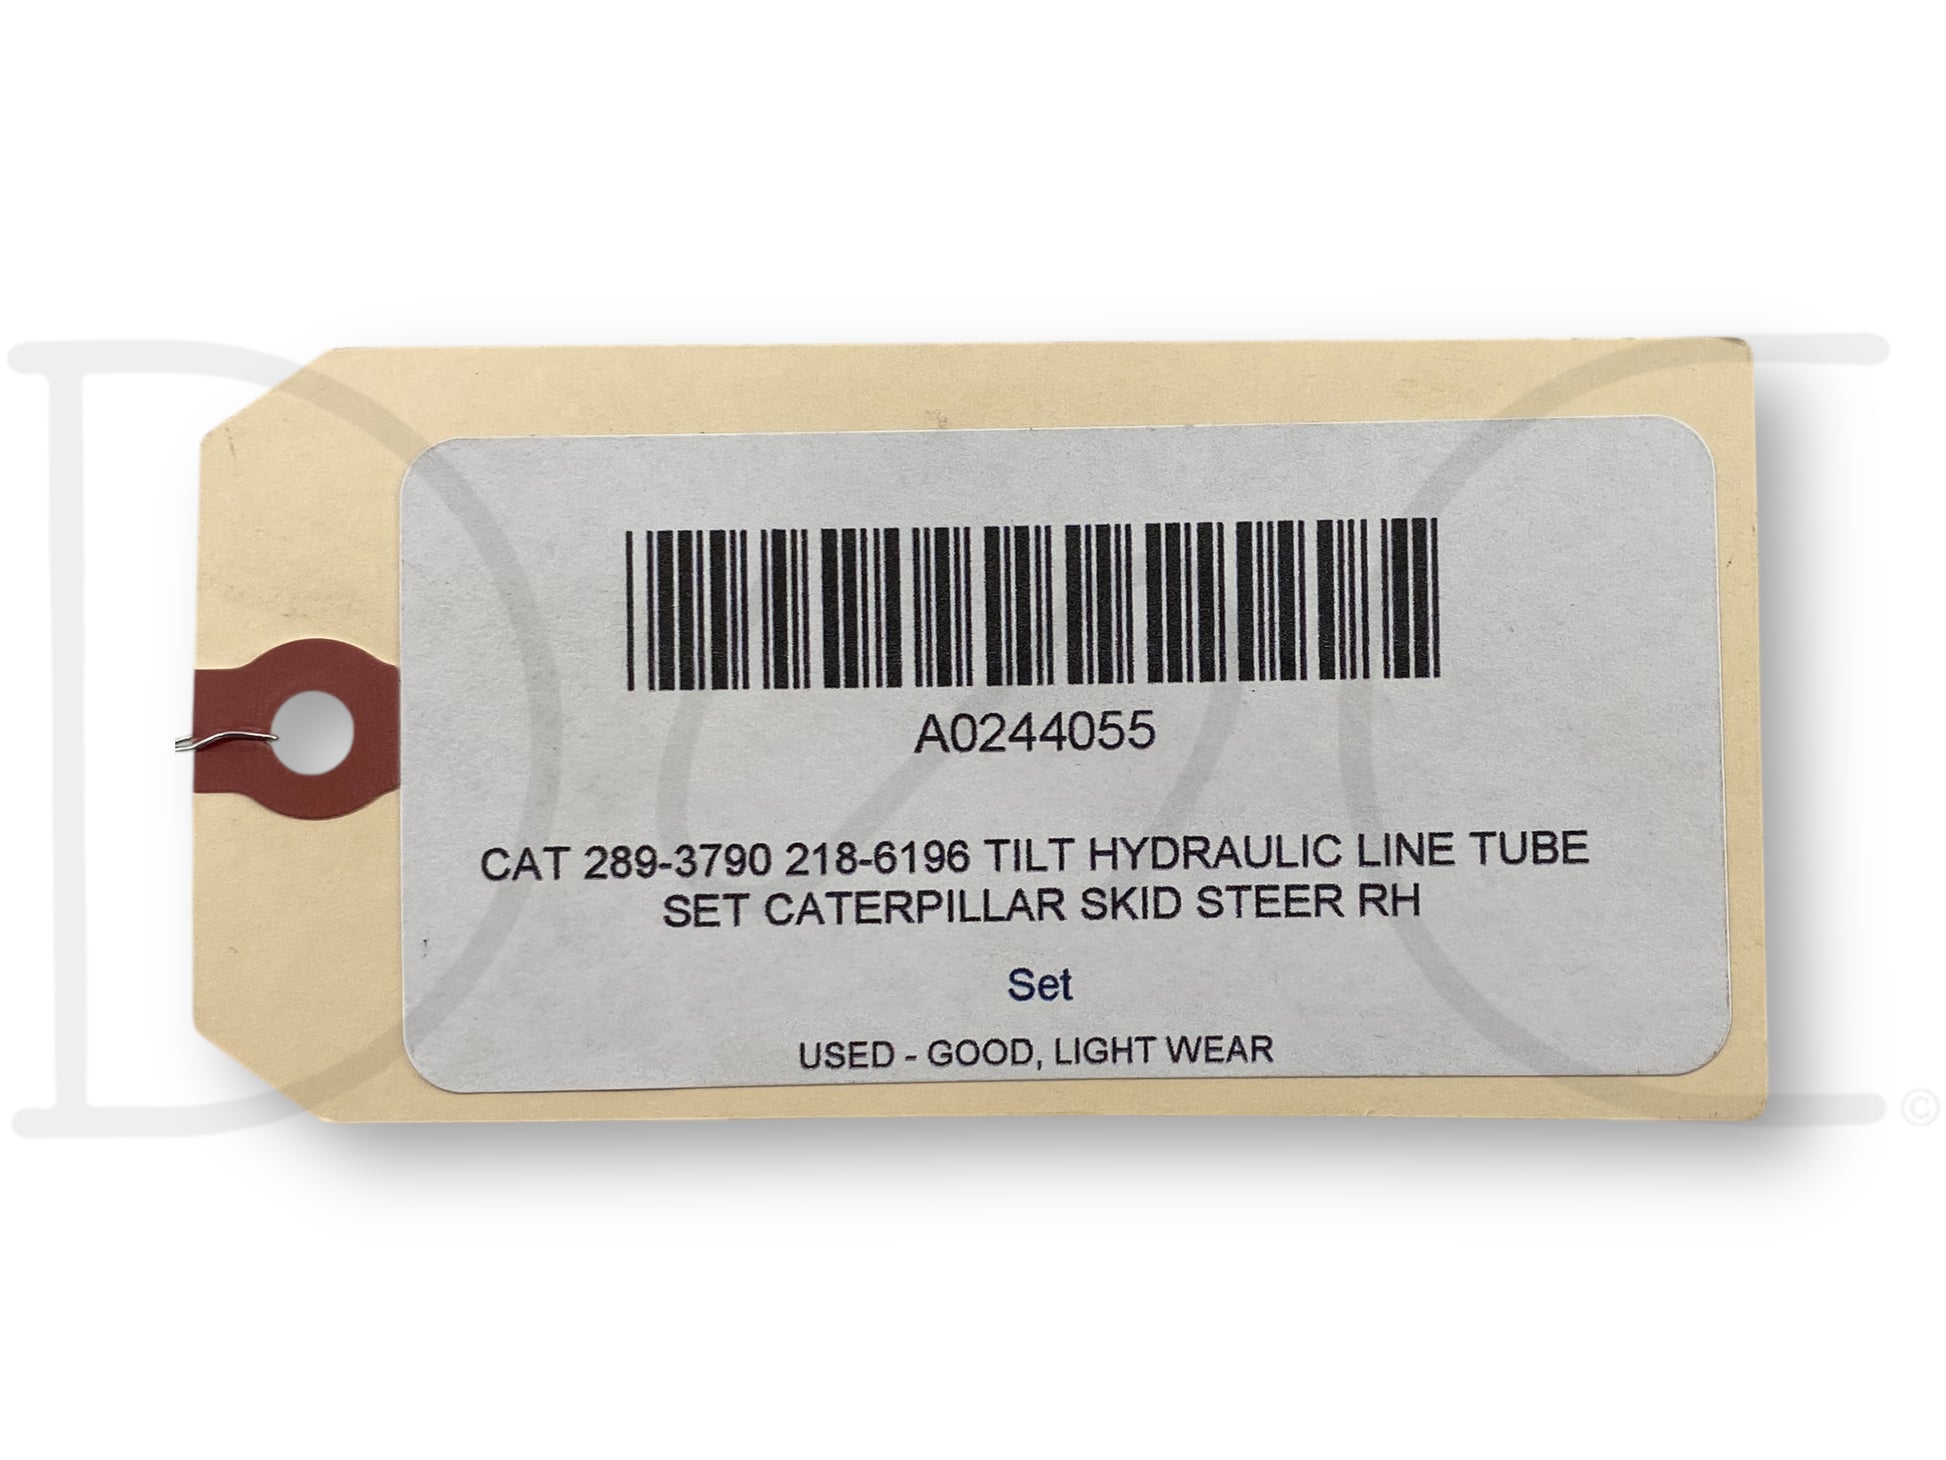 A0244055
CAT 289-3790 218-6196 TILT HYDRAULIC LINE TUBE
SET CATERPILLAR SKID STEER RH
Set
USED - GOOD, LIGHT WEAR
©